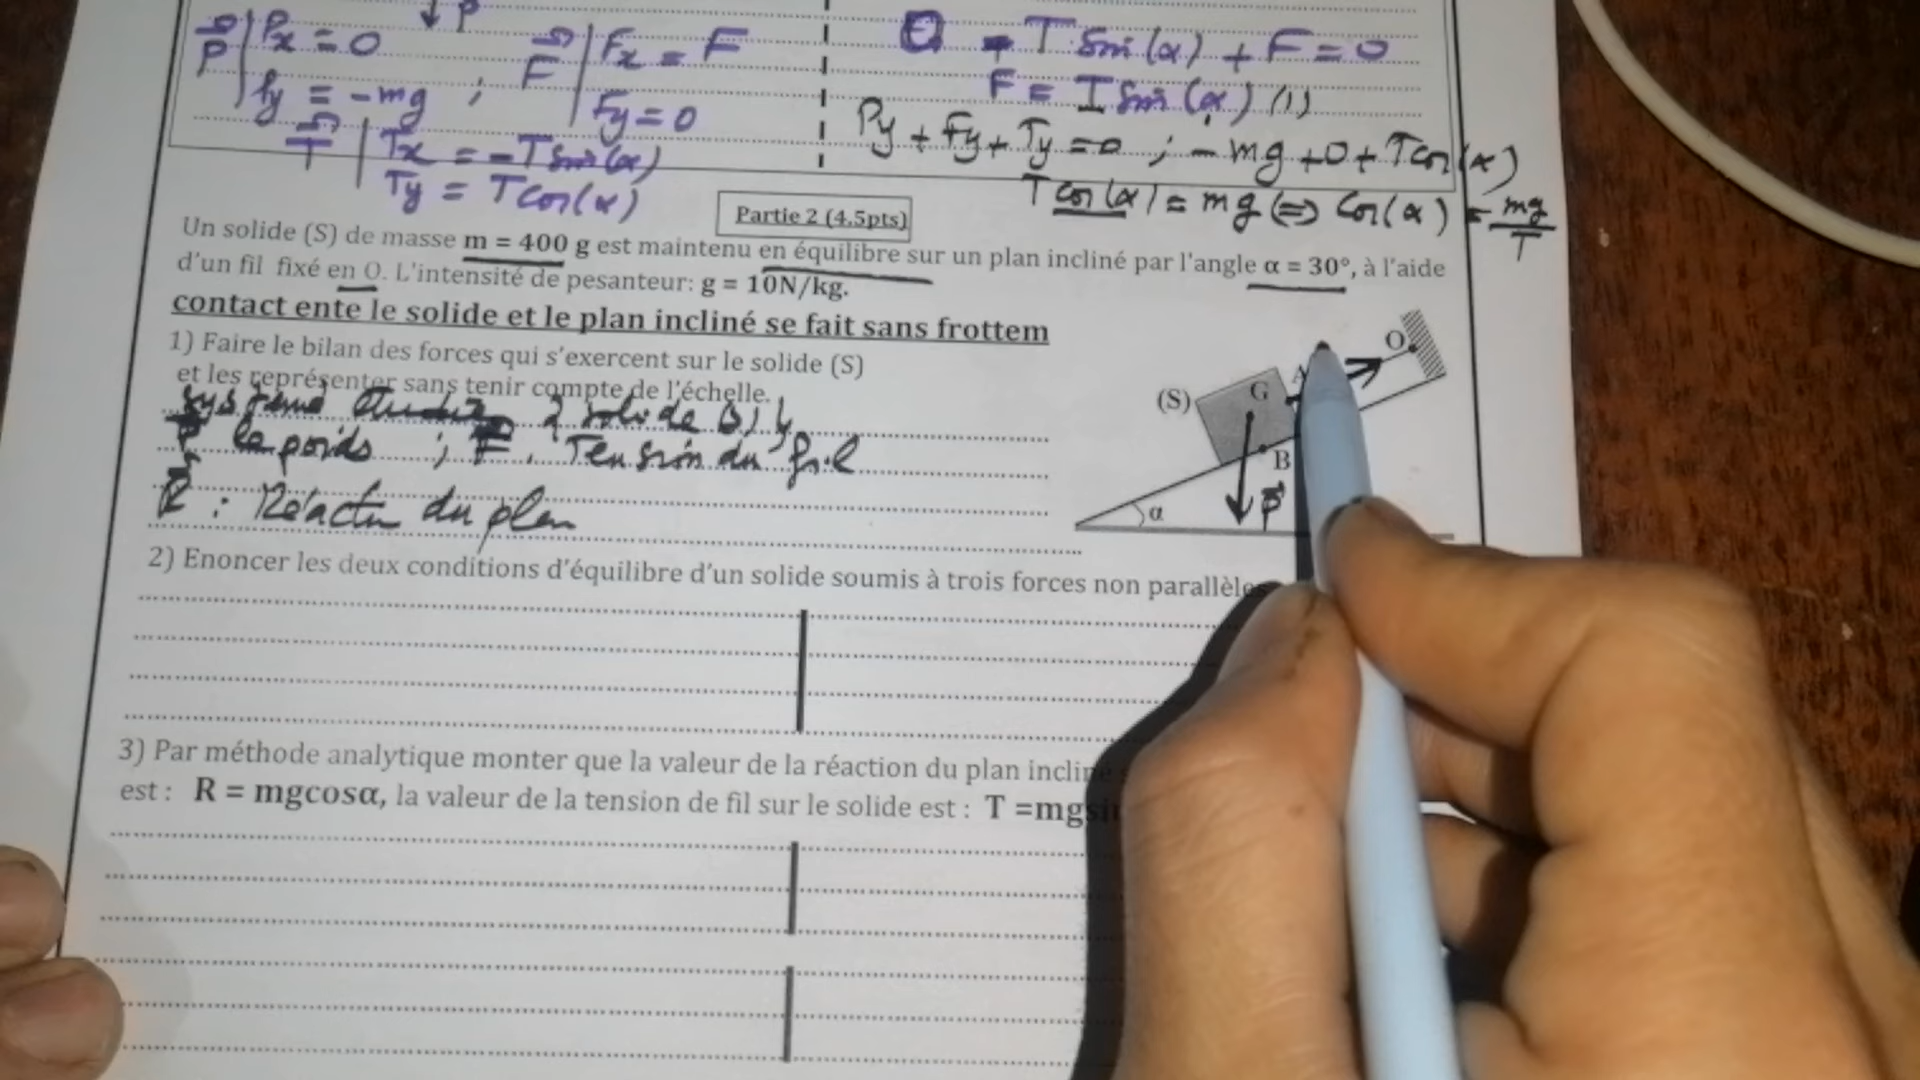 P | Px = 0
P
F | Fx = F
- T Sin(α) + F = 0
F = T Sin(α) (1)
Py = -mg ;
Fy = 0
Py + Fy + Ty = 0 ; - mg + 0 + T cos(α)
T | Tx = - T Sin(α)
Ty = T Cos(α)
T cos(α) = mg <=> Cos(α) = mg/T
Partie 2 (4.5pts)
Un solide (S) de masse m = 400 g est maintenu en équilibre sur un plan incliné par l'angle α = 30°, à l'aide
d'un fil fixé en O. L'intensité de pesanteur: g = 10N/kg.
contact ente le solide et le plan incliné se fait sans frottem
1) Faire le bilan des forces qui s'exercent sur le solide (S)
et les représenter sans tenir compte de l'échelle.
système solide
P le poids ; F . Tension du fil
R : Réactn du plan
O
A
G
(S)
B
P
α
2) Enoncer les deux conditions d'équilibre d'un solide soumis à trois forces non parallèles
3) Par méthode analytique monter que la valeur de la réaction du plan incliné
est : R = mgcosα, la valeur de la tension de fil sur le solide est : T =mgsin